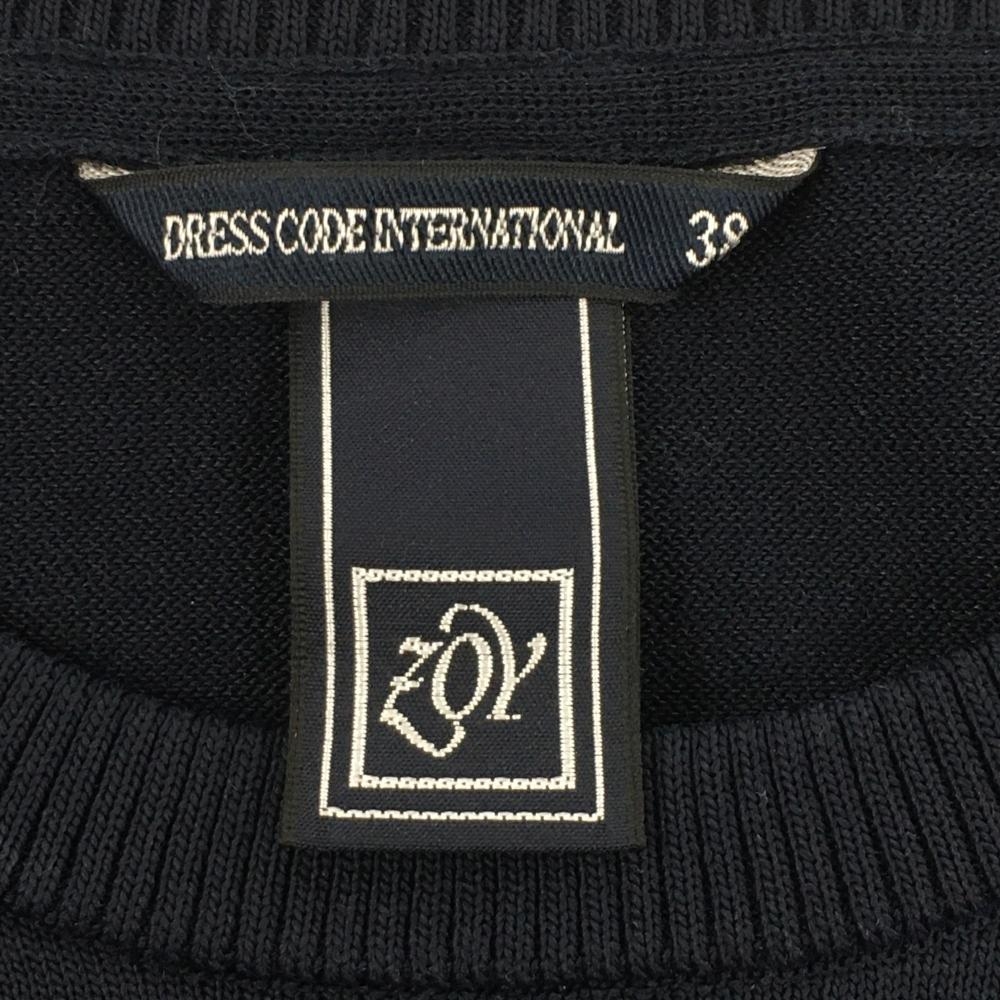 DRESS CODE INTERNATIONAL 38
ZOY